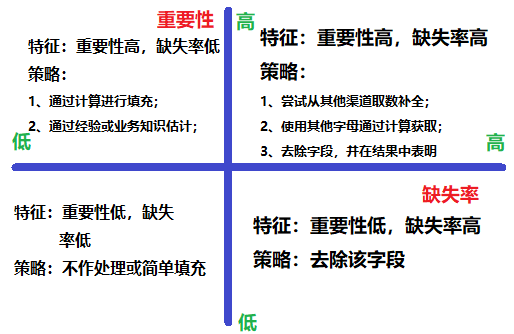 重要性
高
特征：重要性高，缺失率低
策略：
1、通过计算进行填充；
2、通过经验或业务知识估计；
特征：重要性高，缺失率高
策略：
1、尝试从其他渠道取数补全；
2、使用其他字母通过计算获取；
3、去除字段，并在结果中表明
低
高
缺失率
特征：重要性低，缺失
率低
策略：不作处理或简单填充
特征：重要性低，缺失率高
策略：去除该字段
低